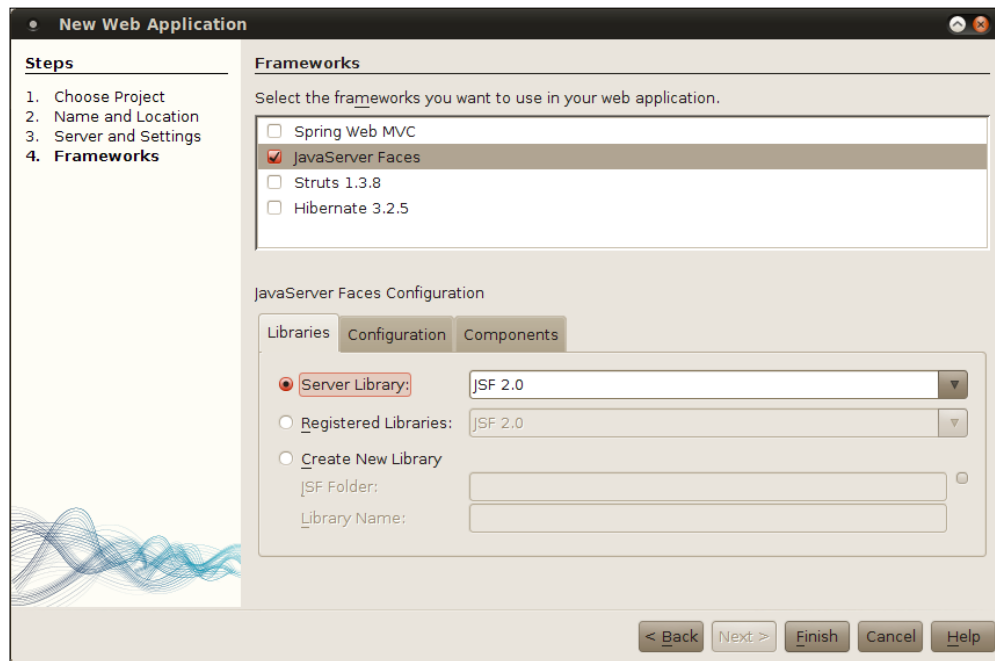 New Web Application
Steps
1. Choose Project
2. Name and Location
3. Server and Settings
4. Frameworks
Frameworks
Select the frameworks you want to use in your web application.
Spring Web MVC
JavaServer Faces
Struts 1.3.8
Hibernate 3.2.5
JavaServer Faces Configuration
Libraries Configuration Components
Server Library: JSF 2.0
Registered Libraries: JSF 2.0
Create New Library
JSF Folder:
Library Name:
< Back Next > Finish Cancel Help